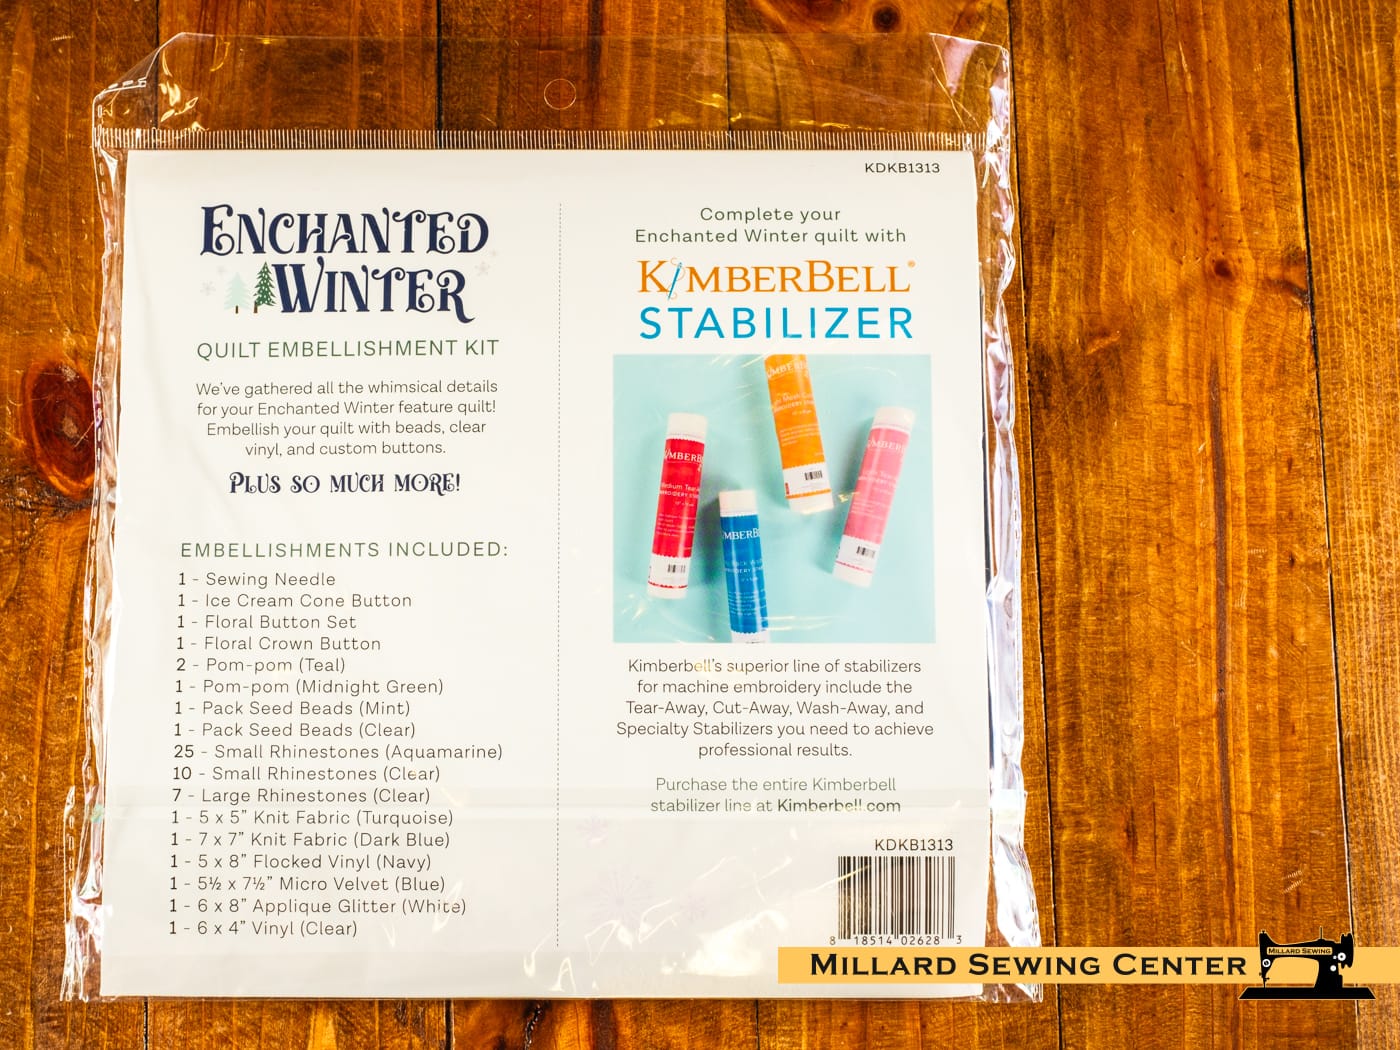 KDKB1313
ENCHANTED
WINTER
QUILT EMBELLISHMENT KIT
We've gathered all the whimsical details
for your Enchanted Winter feature quilt!
Embellish your quilt with beads, clear
vinyl, and custom buttons.
PLUS SO MUCH MORE!
EMBELLISHMENTS INCLUDED:
1 - Sewing Needle
1 - Ice Cream Cone Button
1 - Floral Button Set
1 - Floral Crown Button
2 - Pom-pom (Teal)
1 - Pom-pom (Midnight Green)
1 - Pack Seed Beads (Mint)
1 - Pack Seed Beads (Clear)
25 - Small Rhinestones (Aquamarine)
10 - Small Rhinestones (Clear)
7 - Large Rhinestones (Clear)
1 - 5 x 5" Knit Fabric (Turquoise)
1 - 7 x 7" Knit Fabric (Dark Blue)
1 - 5 x 8" Flocked Vinyl (Navy)
1 - 5½ x 7½" Micro Velvet (Blue)
1 - 6 x 8" Applique Glitter (White)
1 - 6 x 4" Vinyl (Clear)
Complete your
Enchanted Winter quilt with
KIMBERBELL®
STABILIZER
Kimberbell's superior line of stabilizers
for machine embroidery include the
Tear-Away, Cut-Away, Wash-Away, and
Specialty Stabilizers you need to achieve
professional results.
Purchase the entire Kimberbell
stabilizer line at Kimberbell.com
KDKB1313
8 18514 02628 3
MILLARD SEWING CENTER
MILLARD SEWING